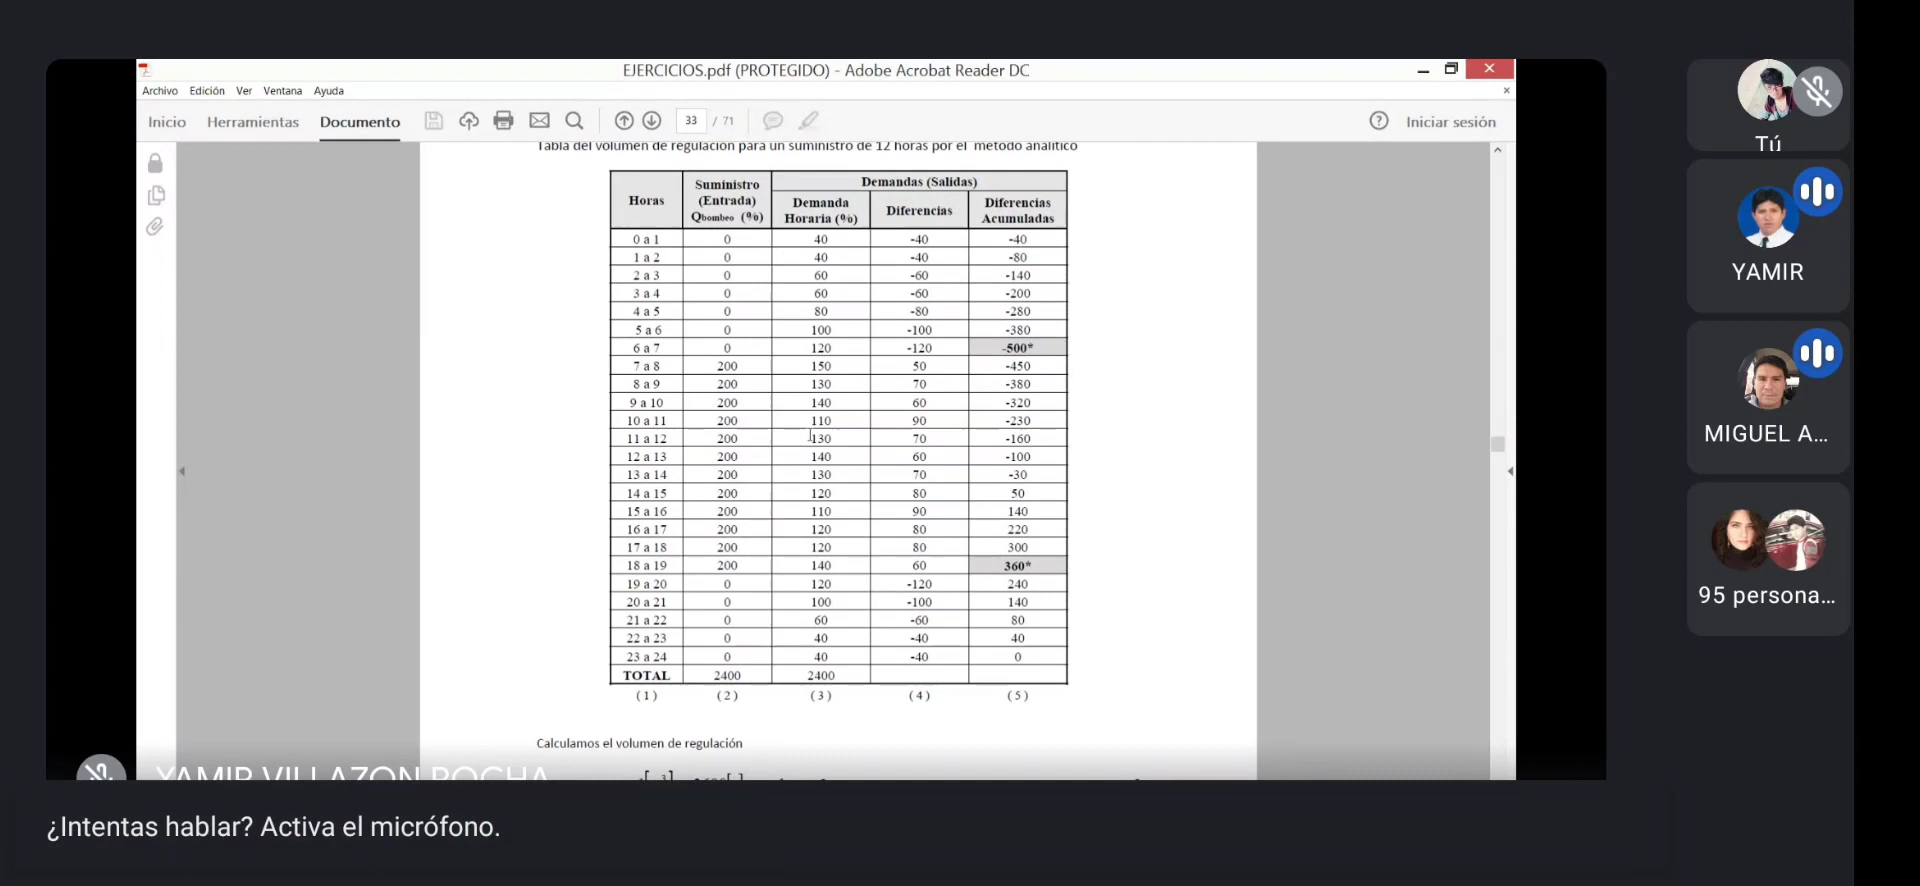 EJERCICIOS.pdf (PROTEGIDO) - Adobe Acrobat Reader DC
Archivo Edición Ver Ventana Ayuda
Inicio Herramientas Documento 33 / 71 Iniciar sesión
Tabla del volumen de regulación para un suministro de 12 horas por el método analítico
Horas Suministro (Entrada) Qbombeo (%) Demandas (Salidas)
Demanda Horaria (%) Diferencias Diferencias Acumuladas
0 a 1 0 40 -40 -40
1 a 2 0 40 -40 -80
2 a 3 0 60 -60 -140
3 a 4 0 60 -60 -200
4 a 5 0 80 -80 -280
5 a 6 0 100 -100 -380
6 a 7 0 120 -120 -500*
7 a 8 200 150 50 -450
8 a 9 200 130 70 -380
9 a 10 200 140 60 -320
10 a 11 200 110 90 -230
11 a 12 200 130 70 -160
12 a 13 200 140 60 -100
13 a 14 200 130 70 -30
14 a 15 200 120 80 50
15 a 16 200 110 90 140
16 a 17 200 120 80 220
17 a 18 200 120 80 300
18 a 19 200 140 60 360*
19 a 20 0 120 -120 240
20 a 21 0 100 -100 140
21 a 22 0 60 -60 80
22 a 23 0 40 -40 40
23 a 24 0 40 -40 0
TOTAL 2400 2400
(1) (2) (3) (4) (5)
Calculamos el volumen de regulación
YAMIR VILLAZON ROCHA
¿Intentas hablar? Activa el micrófono.
Tú
YAMIR
MIGUEL A...
95 persona...